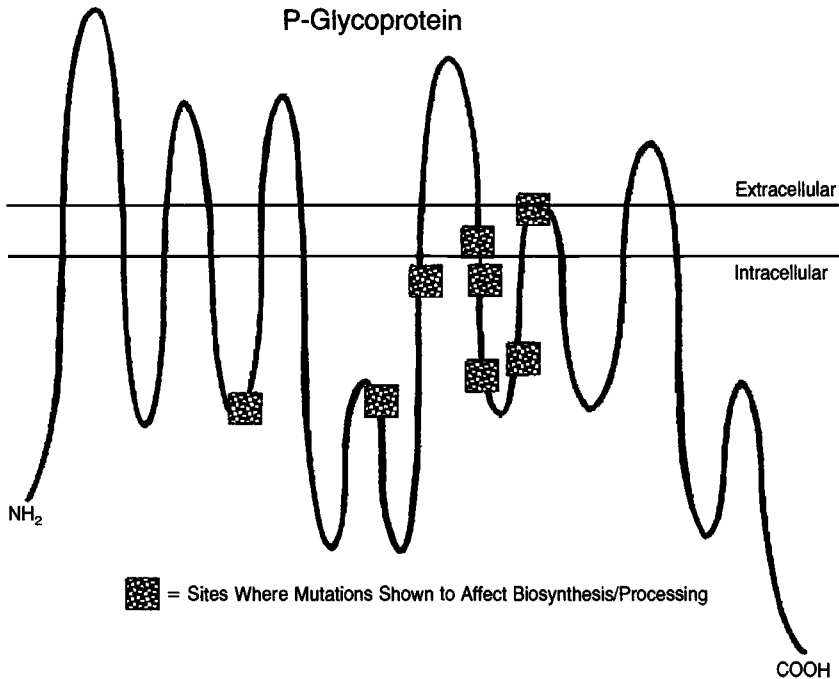 P-Glycoprotein
Extracellular
Intracellular
NH₂
= Sites Where Mutations Shown to Affect Biosynthesis/Processing
COOH